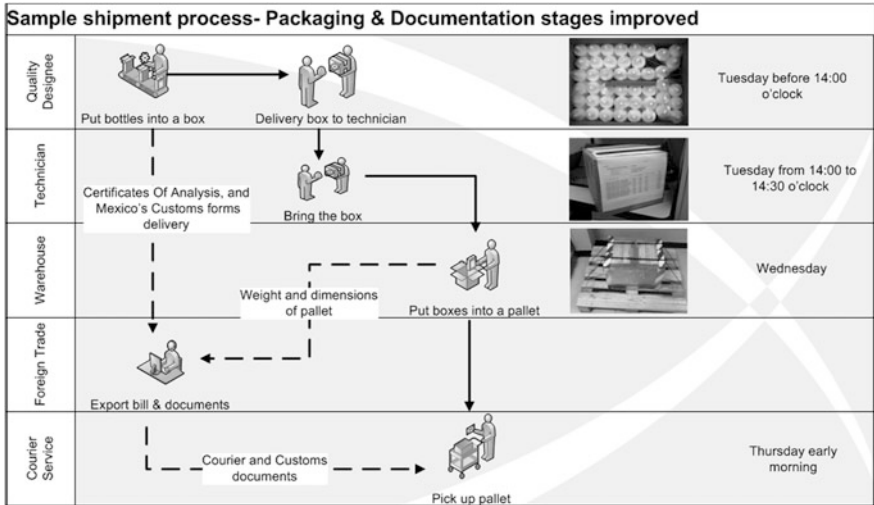 Sample shipment process- Packaging & Documentation stages improved
Quality
Designee
Put bottles into a box
Delivery box to technician
Tuesday before 14:00
o'clock
Technician
Certificates Of Analysis, and
Mexico's Customs forms
delivery
Bring the box
Tuesday from 14:00 to
14:30 o'clock
Warehouse
Weight and dimensions
of pallet
Put boxes into a pallet
Wednesday
Foreign Trade
Export bill & documents
Courier
Service
Courier and Customs
documents
Pick up pallet
Thursday early
morning